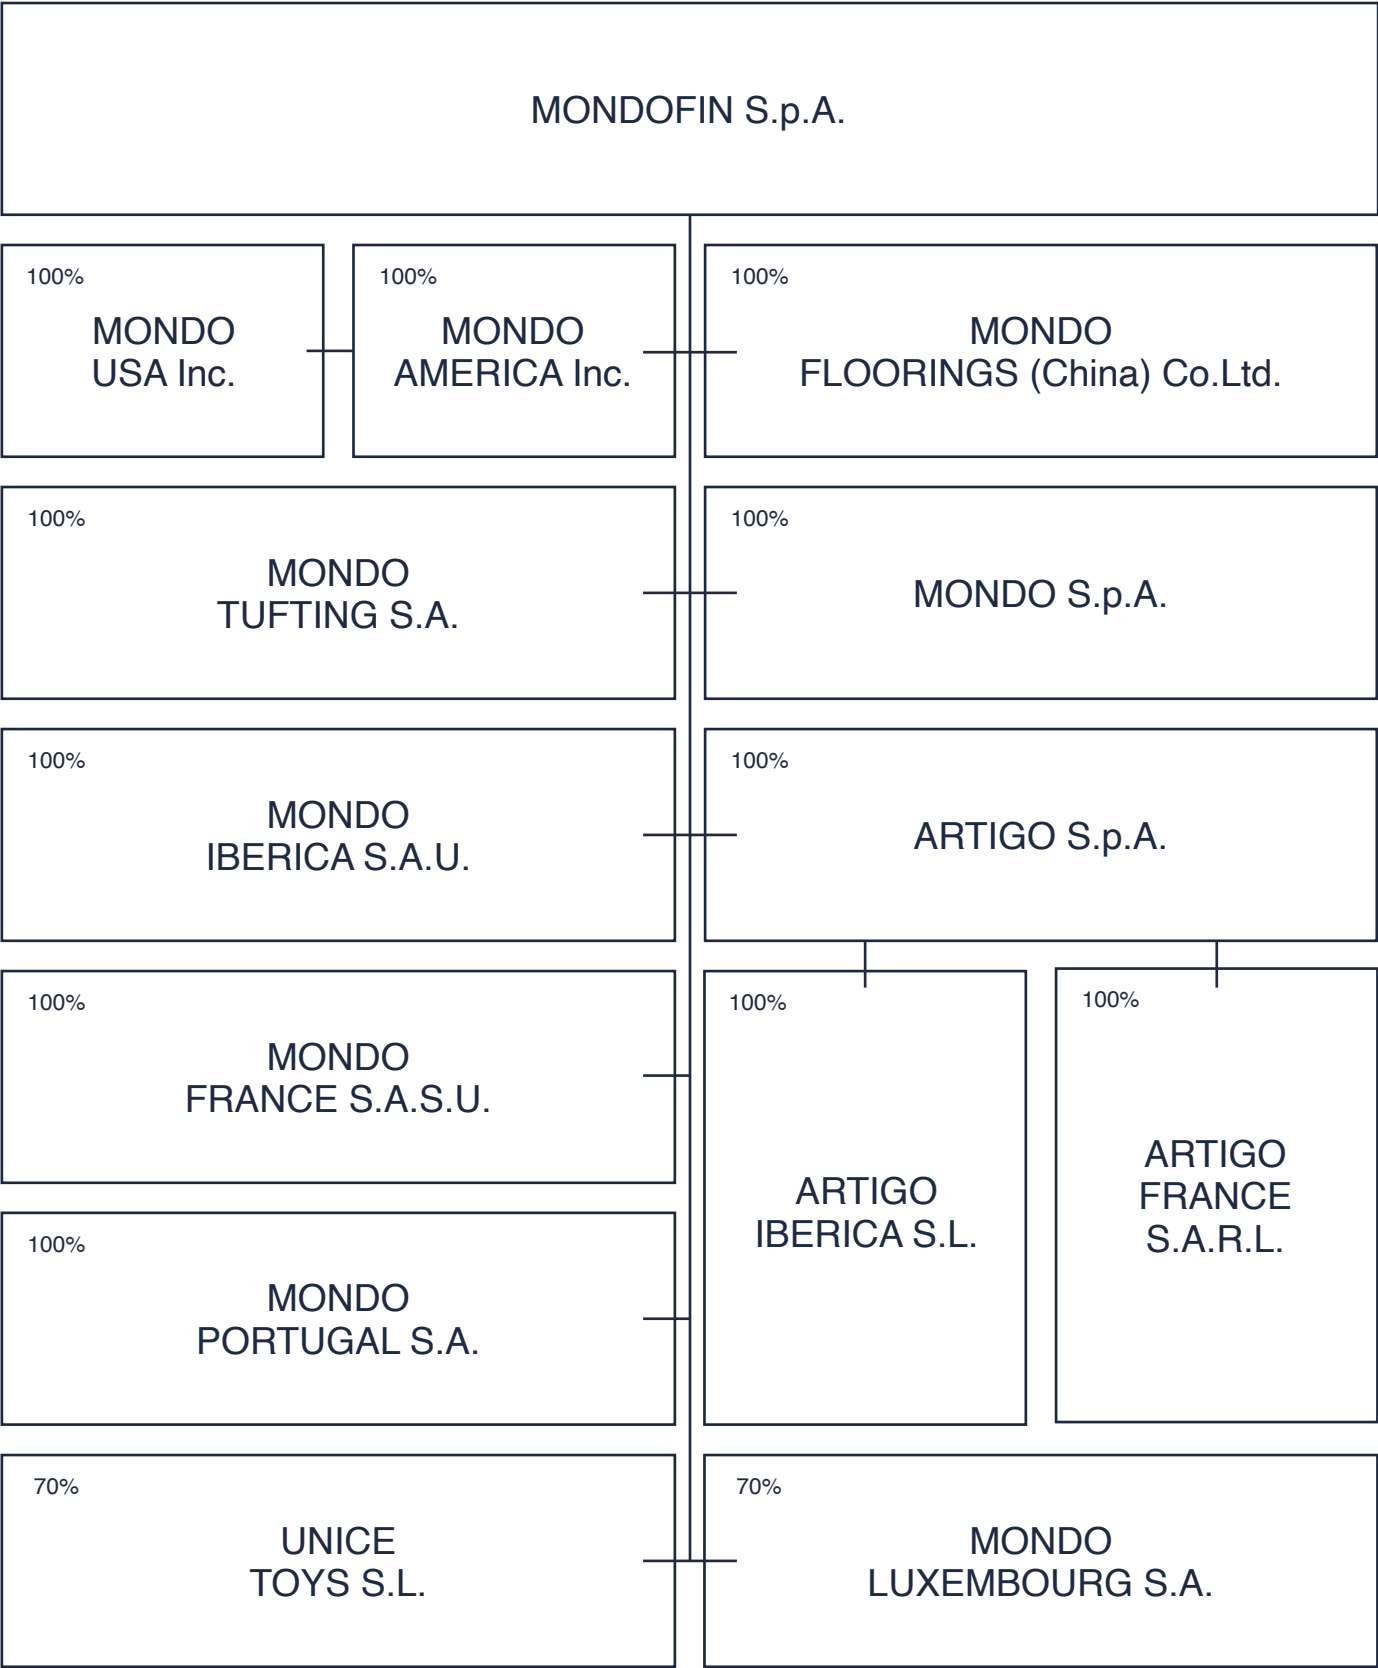 MONDOFIN S.p.A.
100%
MONDO
USA Inc.
100%
MONDO
AMERICA Inc.
100%
MONDO
FLOORINGS (China) Co.Ltd.
100%
MONDO
TUFTING S.A.
100%
MONDO S.p.A.
100%
MONDO
IBERICA S.A.U.
100%
ARTIGO S.p.A.
100%
MONDO
FRANCE S.A.S.U.
100%
ARTIGO
IBERICA S.L.
100%
ARTIGO
FRANCE
S.A.R.L.
100%
MONDO
PORTUGAL S.A.
70%
UNICE
TOYS S.L.
70%
MONDO
LUXEMBOURG S.A.